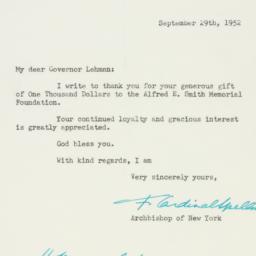 September 29th, 1952
My dear Governor Lehman:
I write to thank you for your generous gift
of One Thousand Dollars to the Alfred E. Smith Memorial
Foundation.
Your continued loyalty and gracious interest
is greatly appreciated.
God bless you.
With kind regards, I am
Very sincerely yours,
F. Cardinal Spellm
Archbishop of New York